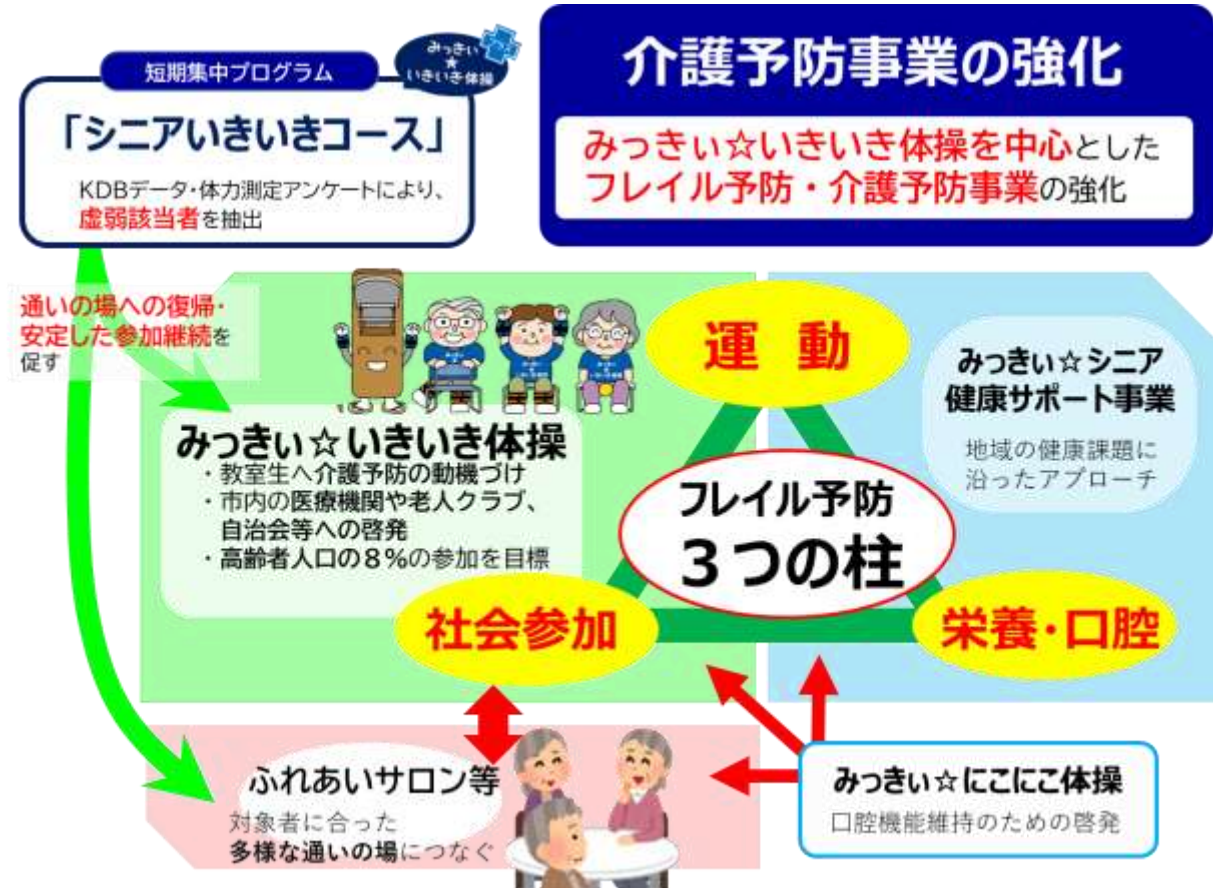 みっきぃ
☆
いきいき体操
短期集中プログラム
「シニアいきいきコース」
KDBデータ・体力測定アンケートにより、
虚弱該当者を抽出
介護予防事業の強化
みっきぃ☆いきいき体操を中心とした
フレイル予防・介護予防事業の強化
通いの場への復帰・
安定した参加継続を
促す
運 動
みっきぃ☆シニア
健康サポート事業
地域の健康課題に
沿ったアプローチ
みっきぃ☆いきいき体操
・教室生へ介護予防の動機づけ
・市内の医療機関や老人クラブ、
自治会等への啓発
・高齢者人口の8%の参加を目標
フレイル予防
3つの柱
社会参加
栄養・口腔
ふれあいサロン等
対象者に合った
多様な通いの場につなぐ
みっきぃ☆にこにこ体操
口腔機能維持のための啓発